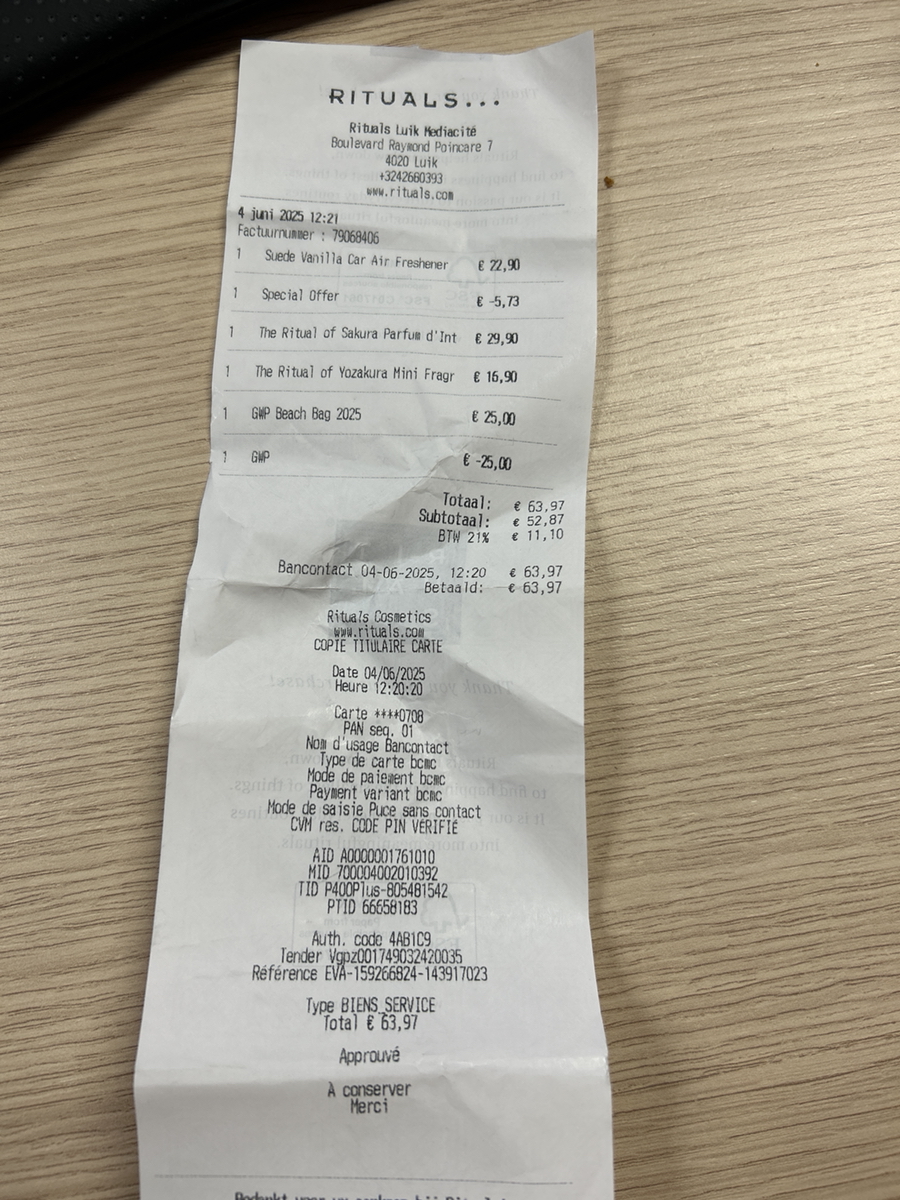 RITUALS...
Rituals Luik Mediacité
Boulevard Raymond Poincare 7
4020 Luik
+3242660393
www.rituals.com
4 juni 2025 12:21
Factuurnummer : 79068406
1 Suede Vanilla Car Air Freshener € 22,90
1 Special Offer € -5,73
1 The Ritual of Sakura Parfum d'Int € 29,90
1 The Ritual of Yozakura Mini Fragr € 16,90
1 GWP Beach Bag 2025 € 25,00
1 GWP € -25,00
Totaal: € 63,97
Subtotaal: € 52,87
BTW 21% € 11,10
Bancontact 04-06-2025, 12:20 € 63,97
Betaald: € 63,97
Rituals Cosmetics
www.rituals.com
COPIE TITULAIRE CARTE
Date 04/06/2025
Heure 12:20:20
Carte ****0708
PAN seq. 01
Nom d'usage Bancontact
Type de carte bcmc
Mode de paiement bcmc
Payment variant bcmc
Mode de saisie Puce sans contact
CVM res. CODE PIN VÉRIFIÉ
AID A0000001761010
MID 700004002010392
TID P400Plus-805481542
PTID 66658183
Auth. code 4AB1C9
Tender Vgpz001749032420035
Référence EVA-159266824-143917023
Type BIENS_SERVICE
Total € 63,97
Approuvé
À conserver
Merci